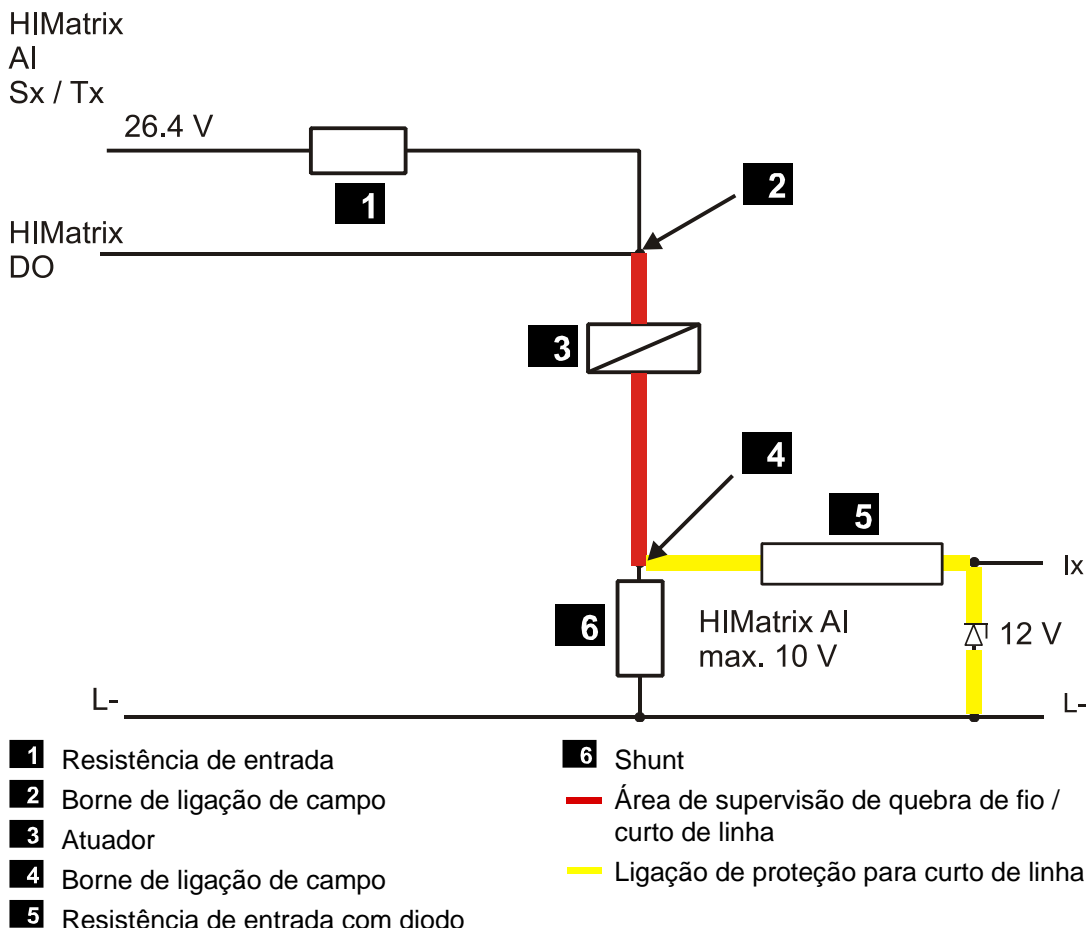 HIMatrix
AI
Sx / Tx
26.4 V
1
2
HIMatrix
DO
3
4
5
Ix
6
HIMatrix AI
max. 10 V
12 V
L-
L-
1 Resistência de entrada
2 Borne de ligação de campo
3 Atuador
4 Borne de ligação de campo
5 Resistência de entrada com diodo
6 Shunt
Área de supervisão de quebra de fio /
curto de linha
Ligação de proteção para curto de linha